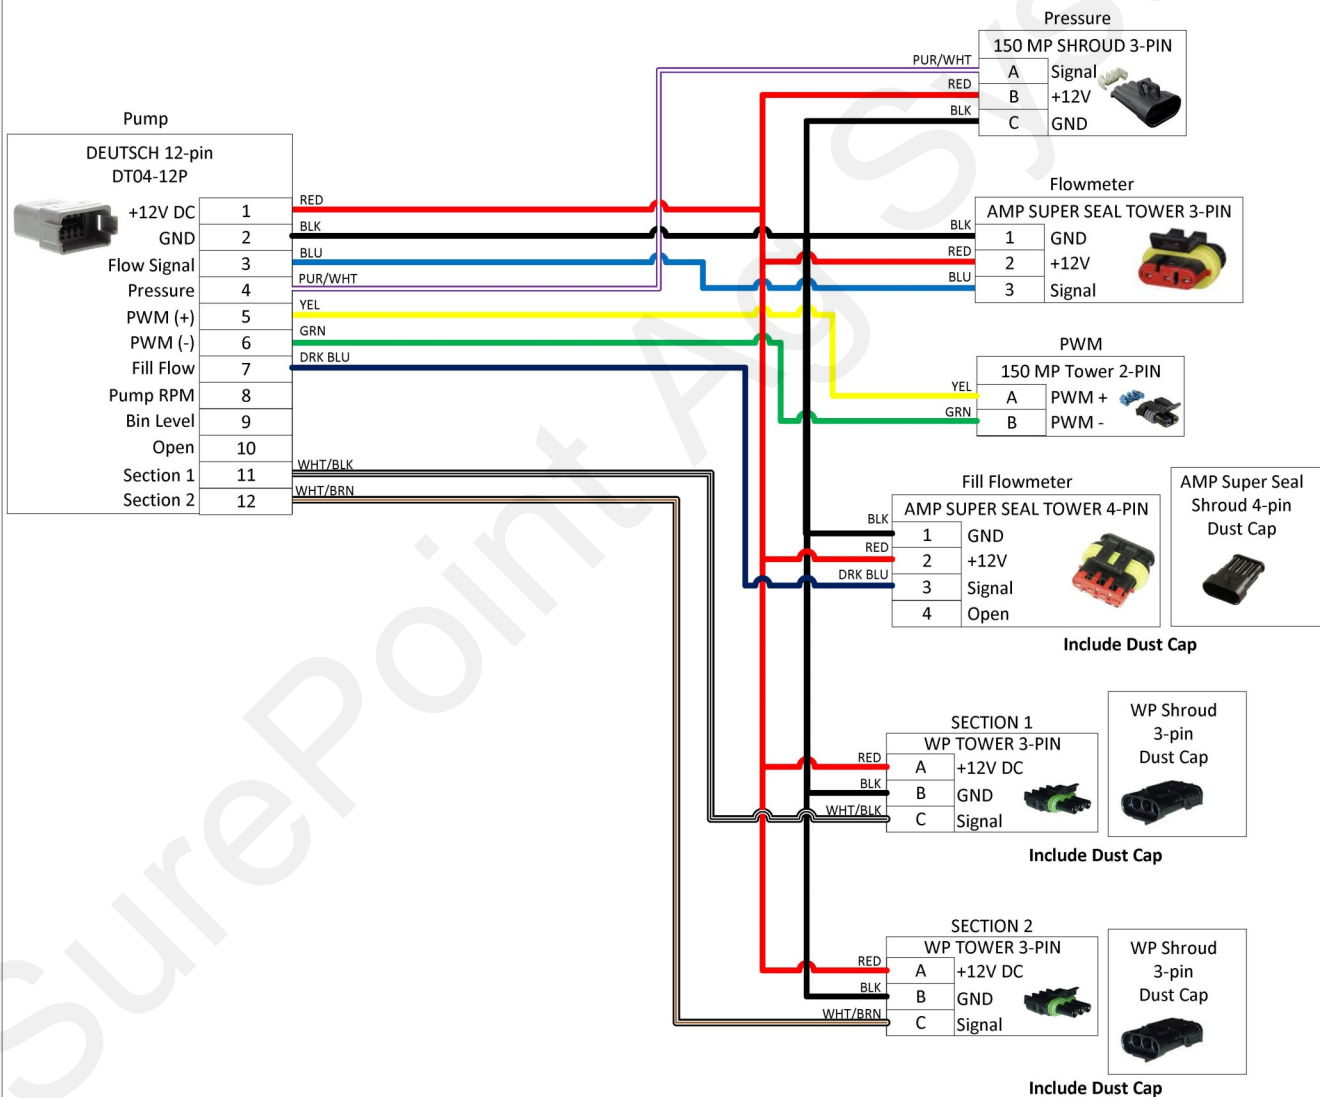 Pump
DEUTSCH 12-pin
DT04-12P
+12V DC 1 RED
GND 2 BLK
Flow Signal 3 BLU
Pressure 4 PUR/WHT
PWM (+) 5 YEL
PWM (-) 6 GRN
Fill Flow 7 DRK BLU
Pump RPM 8
Bin Level 9
Open 10
Section 1 11 WHT/BLK
Section 2 12 WHT/BRN
Pressure
150 MP SHROUD 3-PIN
PUR/WHT A Signal
RED B +12V
BLK C GND
Flowmeter
AMP SUPER SEAL TOWER 3-PIN
BLK 1 GND
RED 2 +12V
BLU 3 Signal
PWM
150 MP Tower 2-PIN
YEL A PWM +
GRN B PWM -
Fill Flowmeter
AMP SUPER SEAL TOWER 4-PIN
BLK 1 GND
RED 2 +12V
DRK BLU 3 Signal
4 Open
AMP Super Seal
Shroud 4-pin
Dust Cap
Include Dust Cap
SECTION 1
WP TOWER 3-PIN
RED A +12V DC
BLK B GND
WHT/BLK C Signal
WP Shroud
3-pin
Dust Cap
Include Dust Cap
SECTION 2
WP TOWER 3-PIN
RED A +12V DC
BLK B GND
WHT/BRN C Signal
WP Shroud
3-pin
Dust Cap
Include Dust Cap
SurePoint Ag Sys